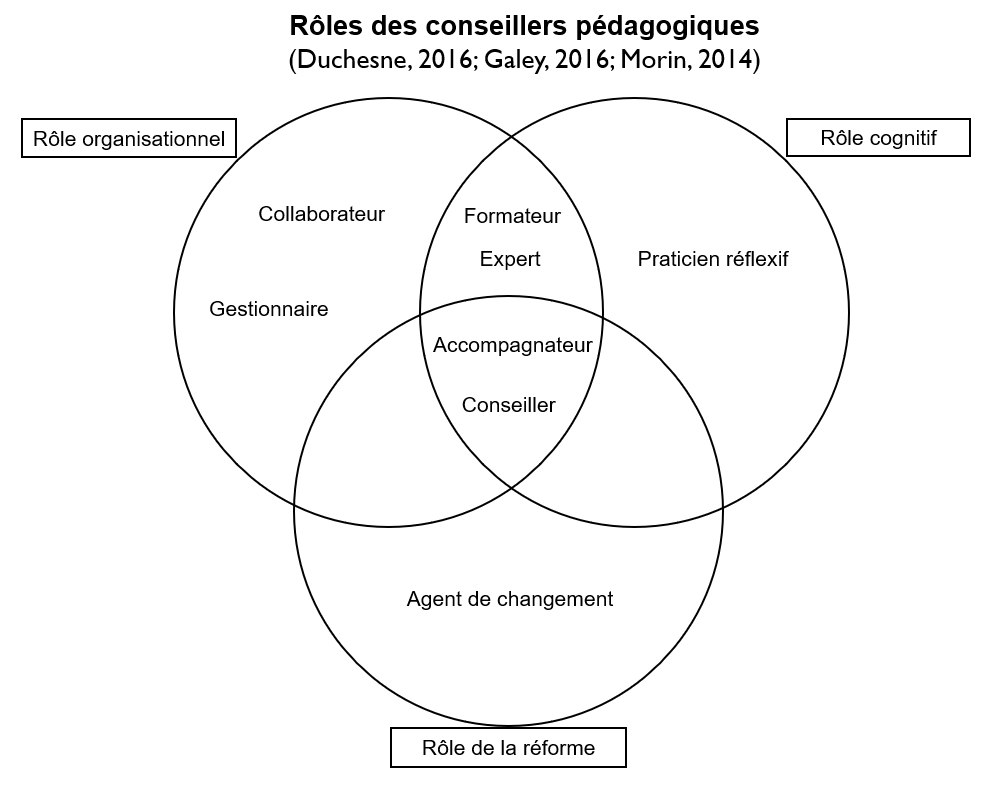 Rôles des conseillers pédagogiques
(Duchesne, 2016; Galey, 2016; Morin, 2014)
Rôle organisationnel
Rôle cognitif
Collaborateur
Formateur
Expert
Praticien réflexif
Gestionnaire
Accompagnateur
Conseiller
Agent de changement
Rôle de la réforme